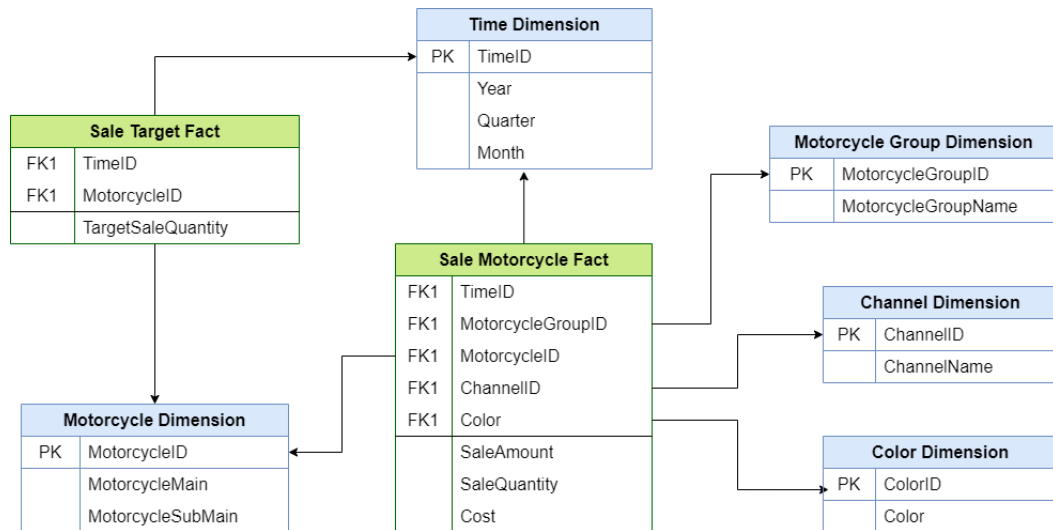 Time Dimension
PK TimeID
Year
Quarter
Month
Sale Target Fact
FK1 TimeID
FK1 MotorcycleID
TargetSaleQuantity
Motorcycle Group Dimension
PK MotorcycleGroupID
MotorcycleGroupName
Sale Motorcycle Fact
FK1 TimeID
FK1 MotorcycleGroupID
FK1 MotorcycleID
FK1 ChannelID
FK1 Color
SaleAmount
SaleQuantity
Cost
Channel Dimension
PK ChannelID
ChannelName
Motorcycle Dimension
PK MotorcycleID
MotorcycleMain
MotorcycleSubMain
Color Dimension
PK ColorID
Color